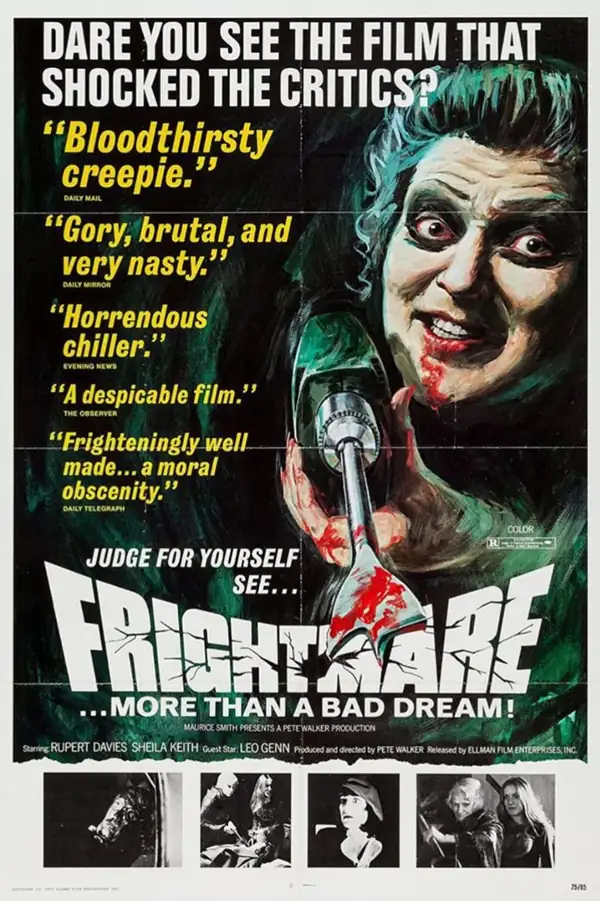 DARE YOU SEE THE FILM THAT
SHOCKED THE CRITICS?
“Bloodthirsty
creepie.”
DAILY MAIL
“Gory, brutal, and
very nasty.”
DAILY MIRROR
“Horrendous
chiller.”
EVENING NEWS
“A despicable film.”
THE OBSERVER
“Frighteningly well
made... a moral
obscenity.”
DAILY TELEGRAPH
COLOR
R
JUDGE FOR YOURSELF
SEE...
FRIGHTMARE
...MORE THAN A BAD DREAM!
MAURICE SMITH PRESENTS A PETE WALKER PRODUCTION
Starring: RUPERT DAVIES SHEILA KEITH Guest Star: LEO GENN Produced and directed by PETE WALKER Released by ELLMAN FILM ENTERPRISES, INC.
75/85